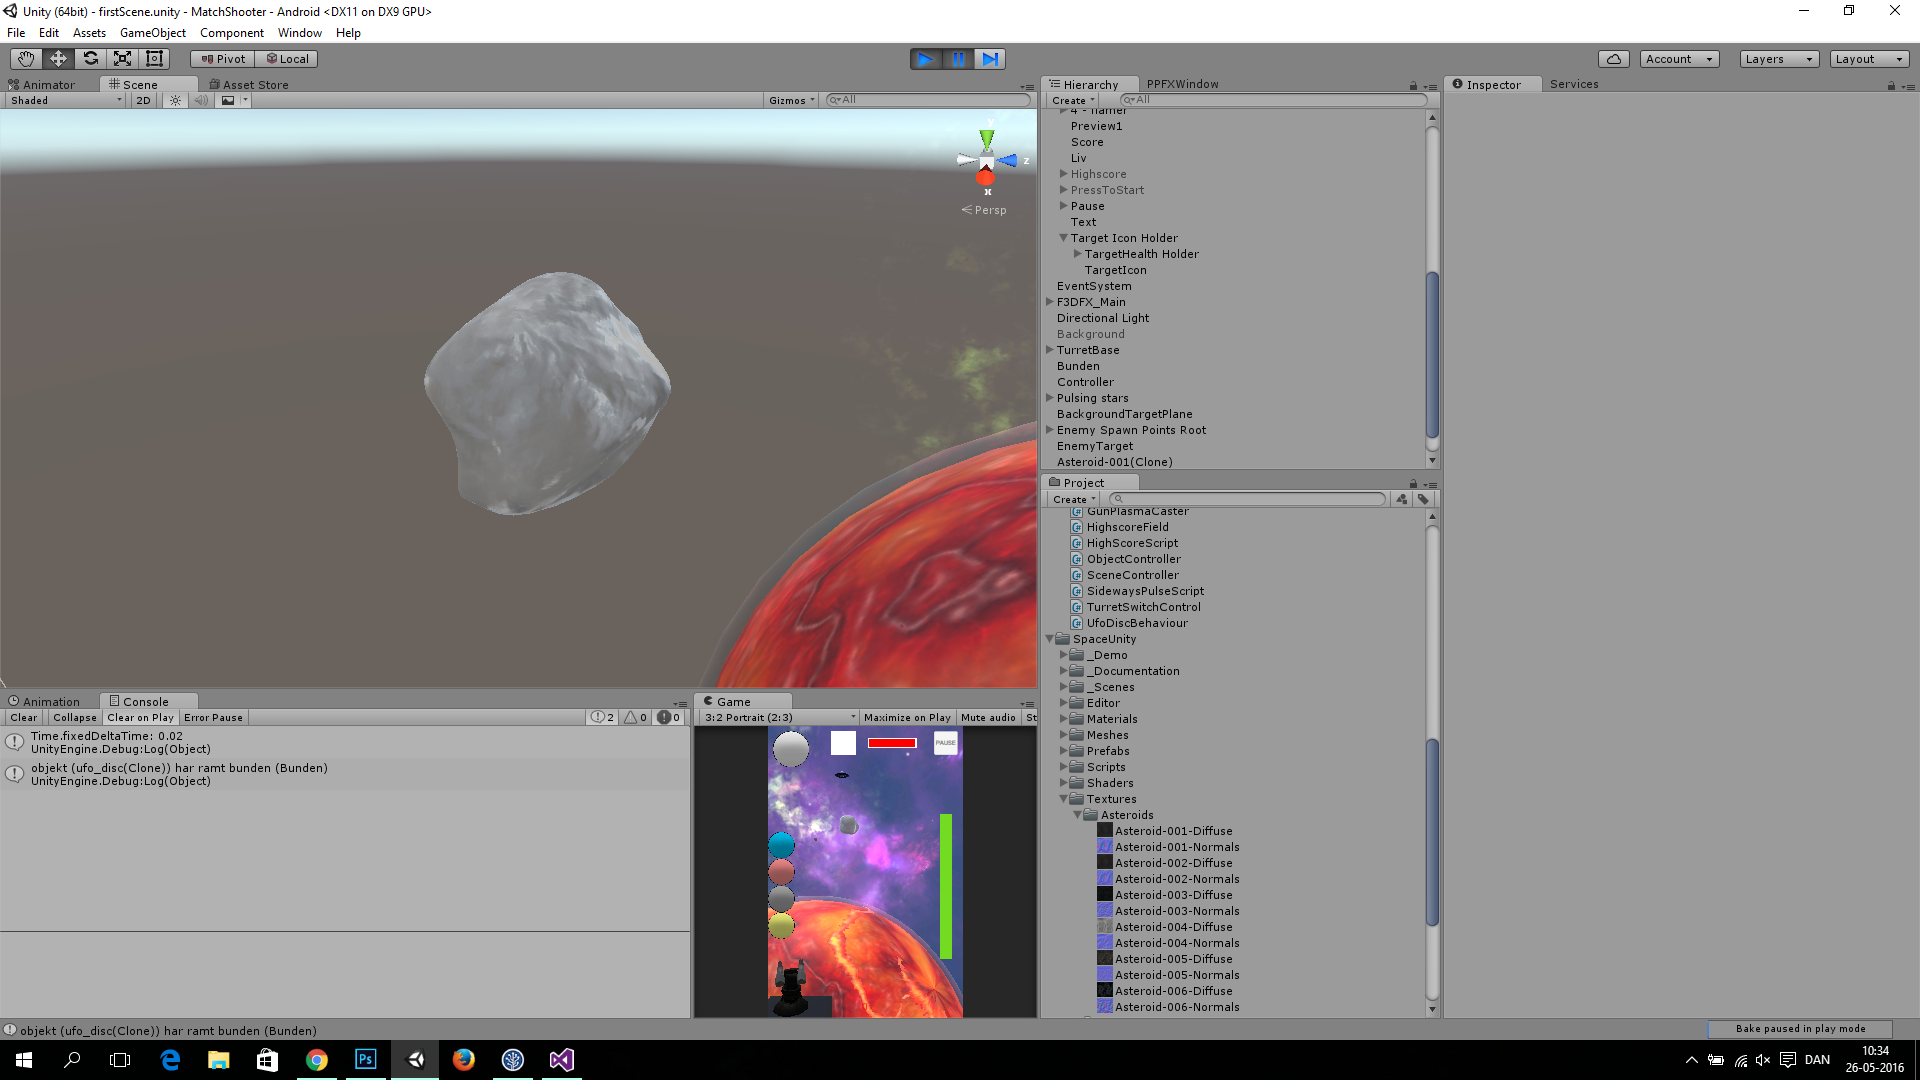 Unity (64bit) - firstScene.unity - MatchShooter - Android <DX11 on DX9 GPU>
File Edit Assets GameObject Component Window Help
Pivot Local Account Layers Layout
Animator Scene Asset Store
Shaded 2D Gizmos All
y
z
x
Persp
Hierarchy PPFXWindow
Create All
4 - flamer
Preview1
Score
Liv
Highscore
PressToStart
Pause
Text
Target Icon Holder
TargetHealth Holder
TargetIcon
EventSystem
F3DFX_Main
Directional Light
Background
TurretBase
Bunden
Controller
Pulsing stars
BackgroundTargetPlane
Enemy Spawn Points Root
EnemyTarget
Asteroid-001(Clone)
Inspector Services
Project
Create
GunPlasmaCaster
HighscoreField
HighScoreScript
ObjectController
SceneController
SidewaysPulseScript
TurretSwitchControl
UfoDiscBehaviour
SpaceUnity
_Demo
_Documentation
_Scenes
Editor
Materials
Meshes
Prefabs
Scripts
Shaders
Textures
Asteroids
Asteroid-001-Diffuse
Asteroid-001-Normals
Asteroid-002-Diffuse
Asteroid-002-Normals
Asteroid-003-Diffuse
Asteroid-003-Normals
Asteroid-004-Diffuse
Asteroid-004-Normals
Asteroid-005-Diffuse
Asteroid-005-Normals
Asteroid-006-Diffuse
Asteroid-006-Normals
Animation Console
Clear Collapse Clear on Play Error Pause 2 0 0
Time.fixedDeltaTime: 0.02
UnityEngine.Debug:Log(Object)
objekt (ufo_disc(Clone)) har ramt bunden (Bunden)
UnityEngine.Debug:Log(Object)
Game
3:2 Portrait (2:3) Maximize on Play Mute audio St
PAUSE
objekt (ufo_disc(Clone)) har ramt bunden (Bunden)
Bake paused in play mode
Ps
DAN
10:34
26-05-2016